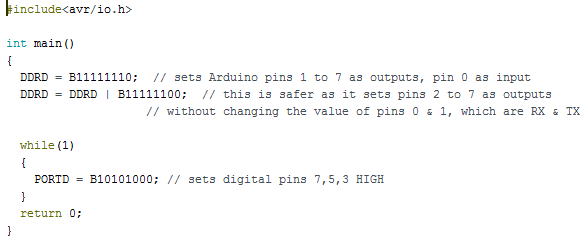 #include<avr/io.h>
int main()
{
DDRD = B11111110;  // sets Arduino pins 1 to 7 as outputs, pin 0 as input
DDRD = DDRD | B11111100;  // this is safer as it sets pins 2 to 7 as outputs
// without changing the value of pins 0 & 1, which are RX & TX
while(1)
{
PORTD = B10101000; // sets digital pins 7,5,3 HIGH
}
return 0;
}